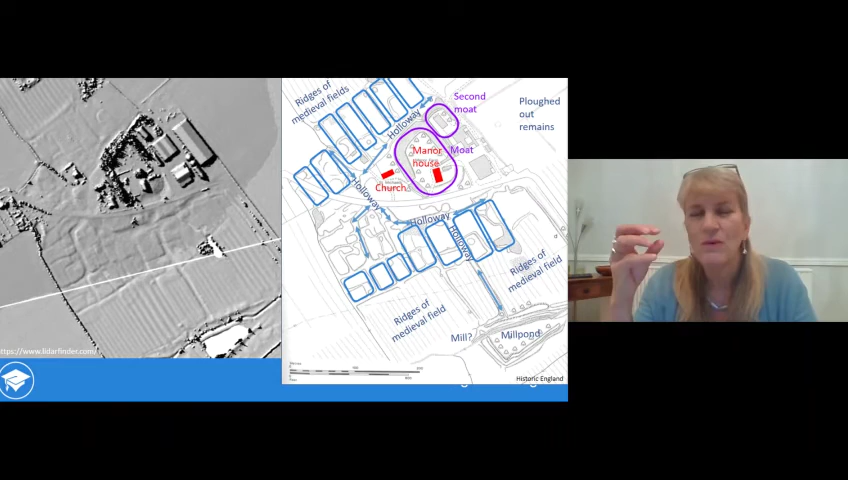 Ridges of
medieval fields
Second
moat
Ploughed
out
remains
Holloway
Manor
house
Moat
Church
Holloway
Holloway
Holloway
Ridges of
medieval field
Ridges of
medieval field
Mill?
Millpond
https://www.lidarfinder.com/
Historic England